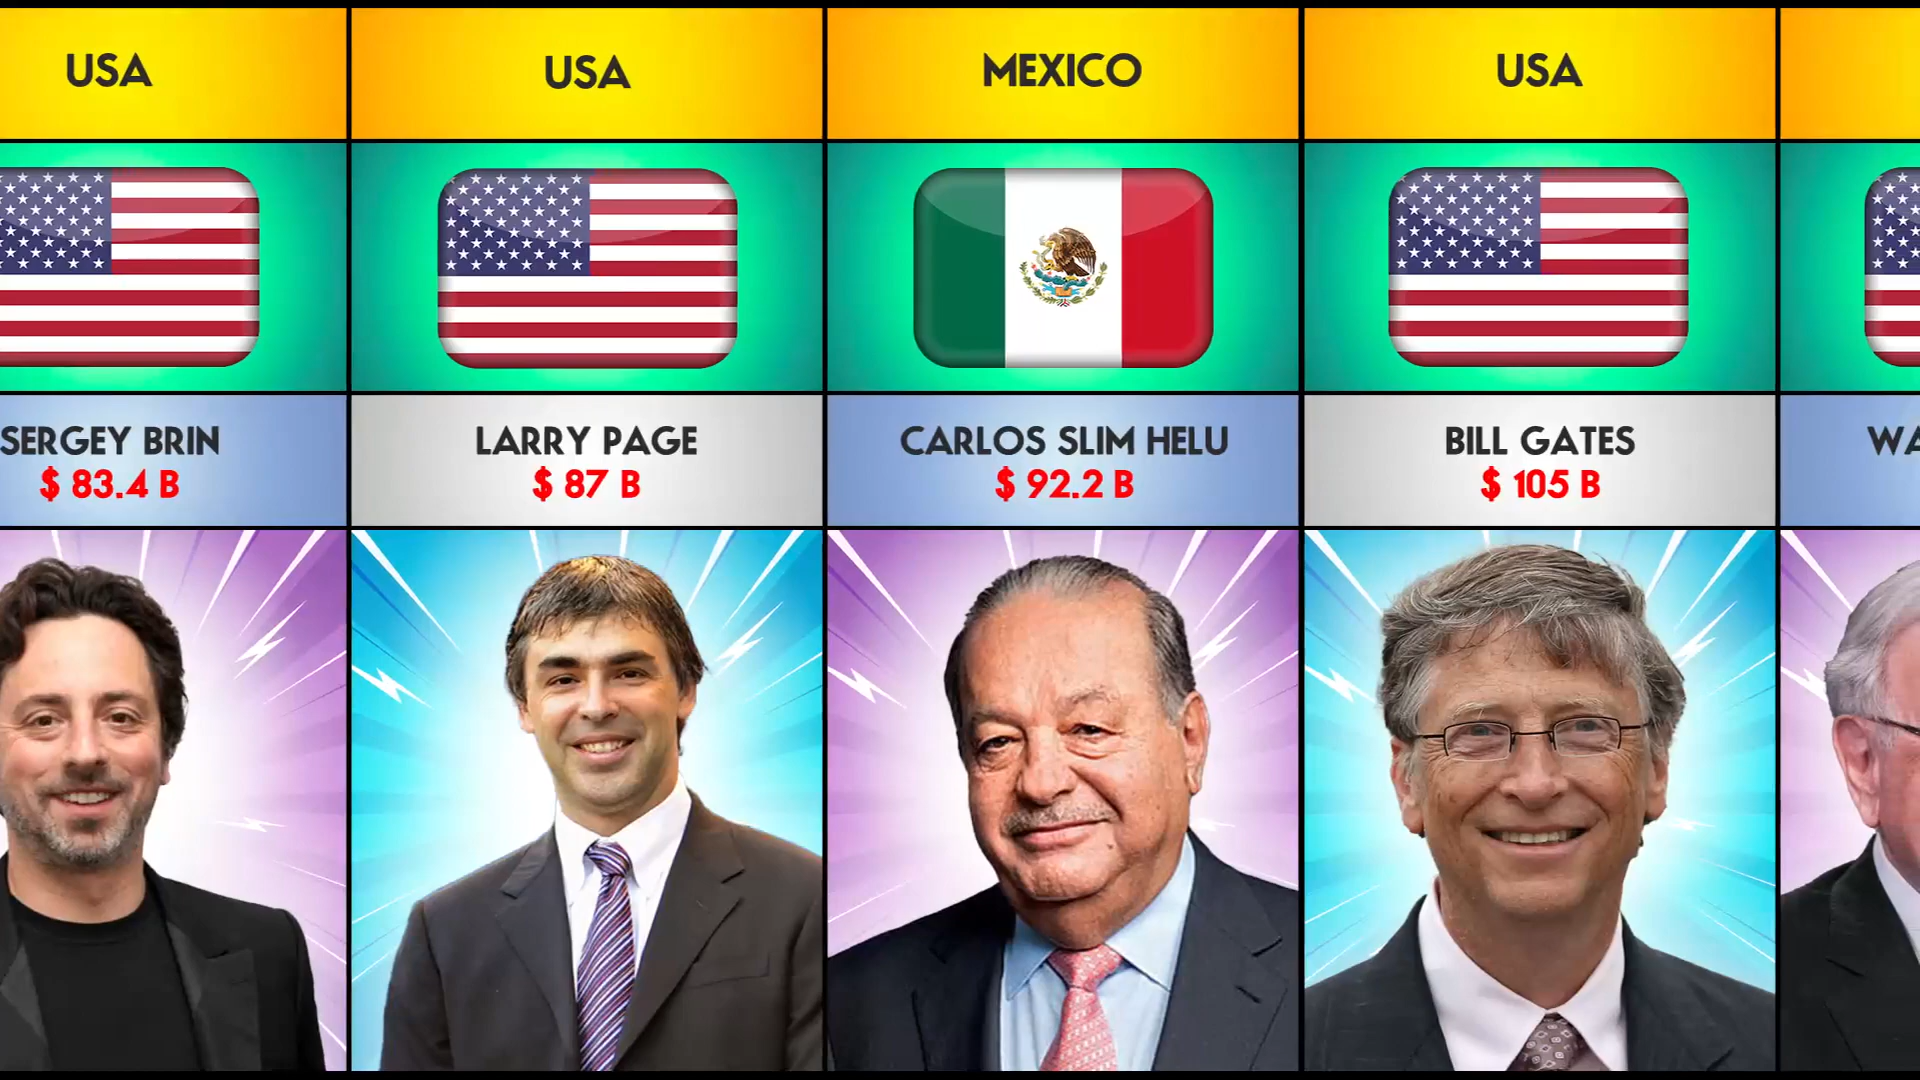 USA
USA
MEXICO
USA
SERGEY BRIN
$ 83.4 B
LARRY PAGE
$ 87 B
CARLOS SLIM HELU
$ 92.2 B
BILL GATES
$ 105 B
WA